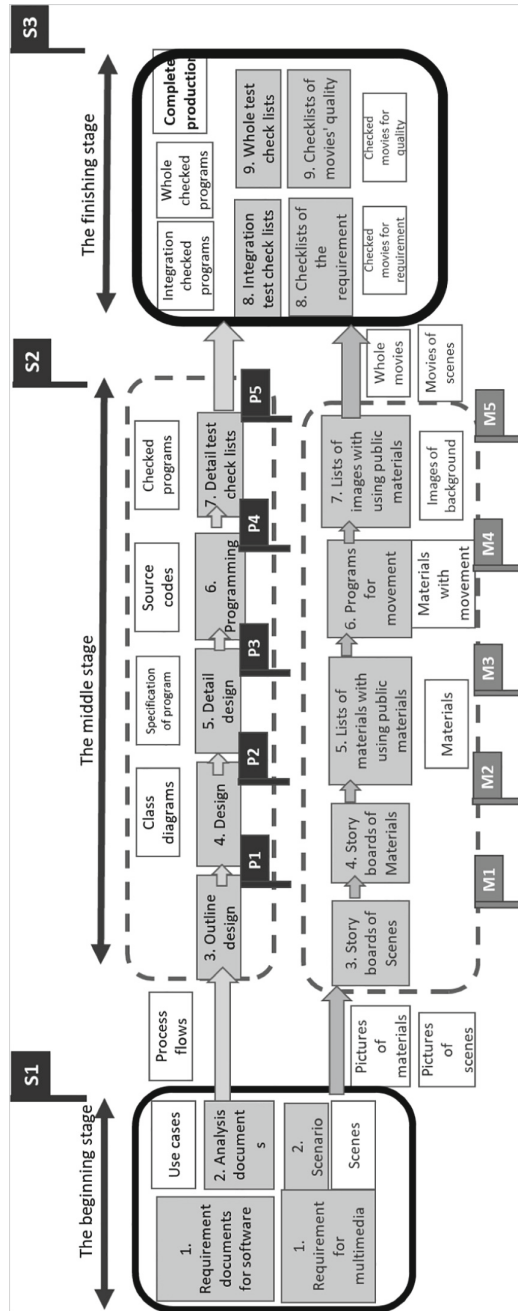 S1
S2
S3
The beginning stage
The middle stage
The finishing stage
1.
Requirement
documents
for software
Use cases
2. Analysis
document
s
1.
Requirement
for
multimedia
2.
Scenario
Scenes
Process
flows
Pictures of
materials
Pictures of
scenes
Class
diagrams
Specification
of program
Source
codes
Checked
programs
3. Outline
design
4. Design
5. Detail
design
6.
Programming
7. Detail test
check lists
P1
P2
P3
P4
P5
3. Story
boards of
Scenes
4. Story
boards of
Materials
5. Lists of
materials with
using public
materials
6. Programs
for
movement
7. Lists of
images with
using public
materials
Materials
Materials
with
movement
Images of
background
M1
M2
M3
M4
M5
Whole
movies
Movies of
scenes
Integration
checked
programs
Whole
checked
programs
Complete
production
8. Integration
test check lists
9. Whole test
check lists
8. Checklists of
the
requirement
9. Checklists of
movies' quality
Checked
movies for
requirement
Checked
movies for
quality